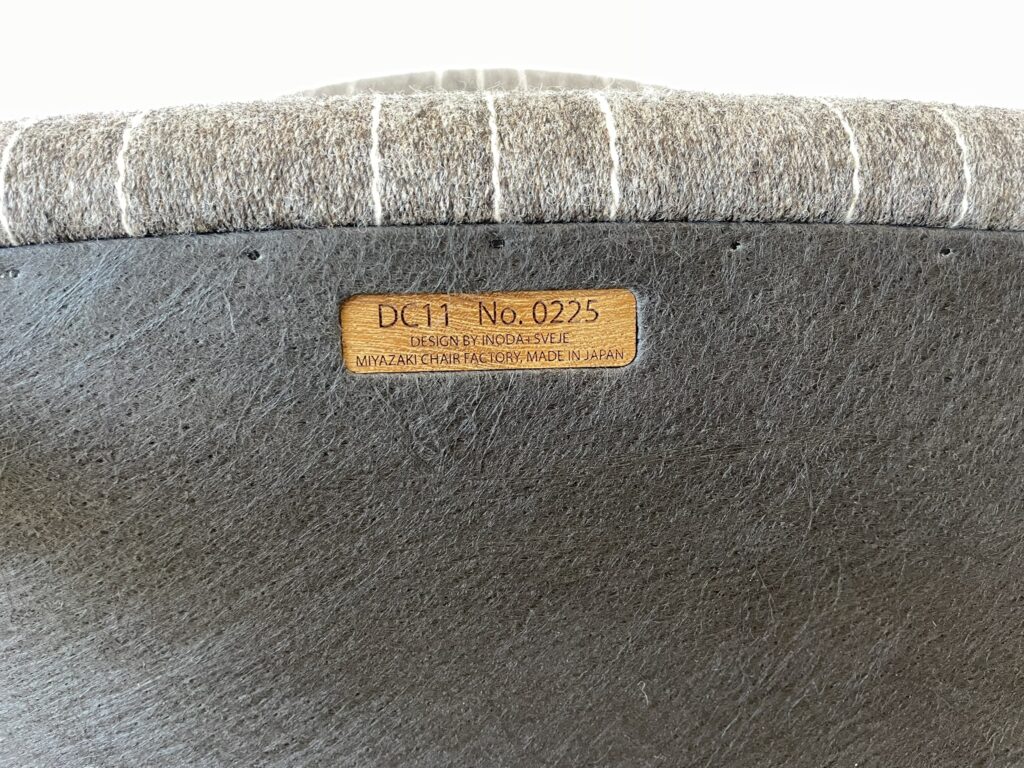 DC11 No. 0225
DESIGN BY INODA+SVEJE
MIYAZAKI CHAIR FACTORY, MADE IN JAPAN